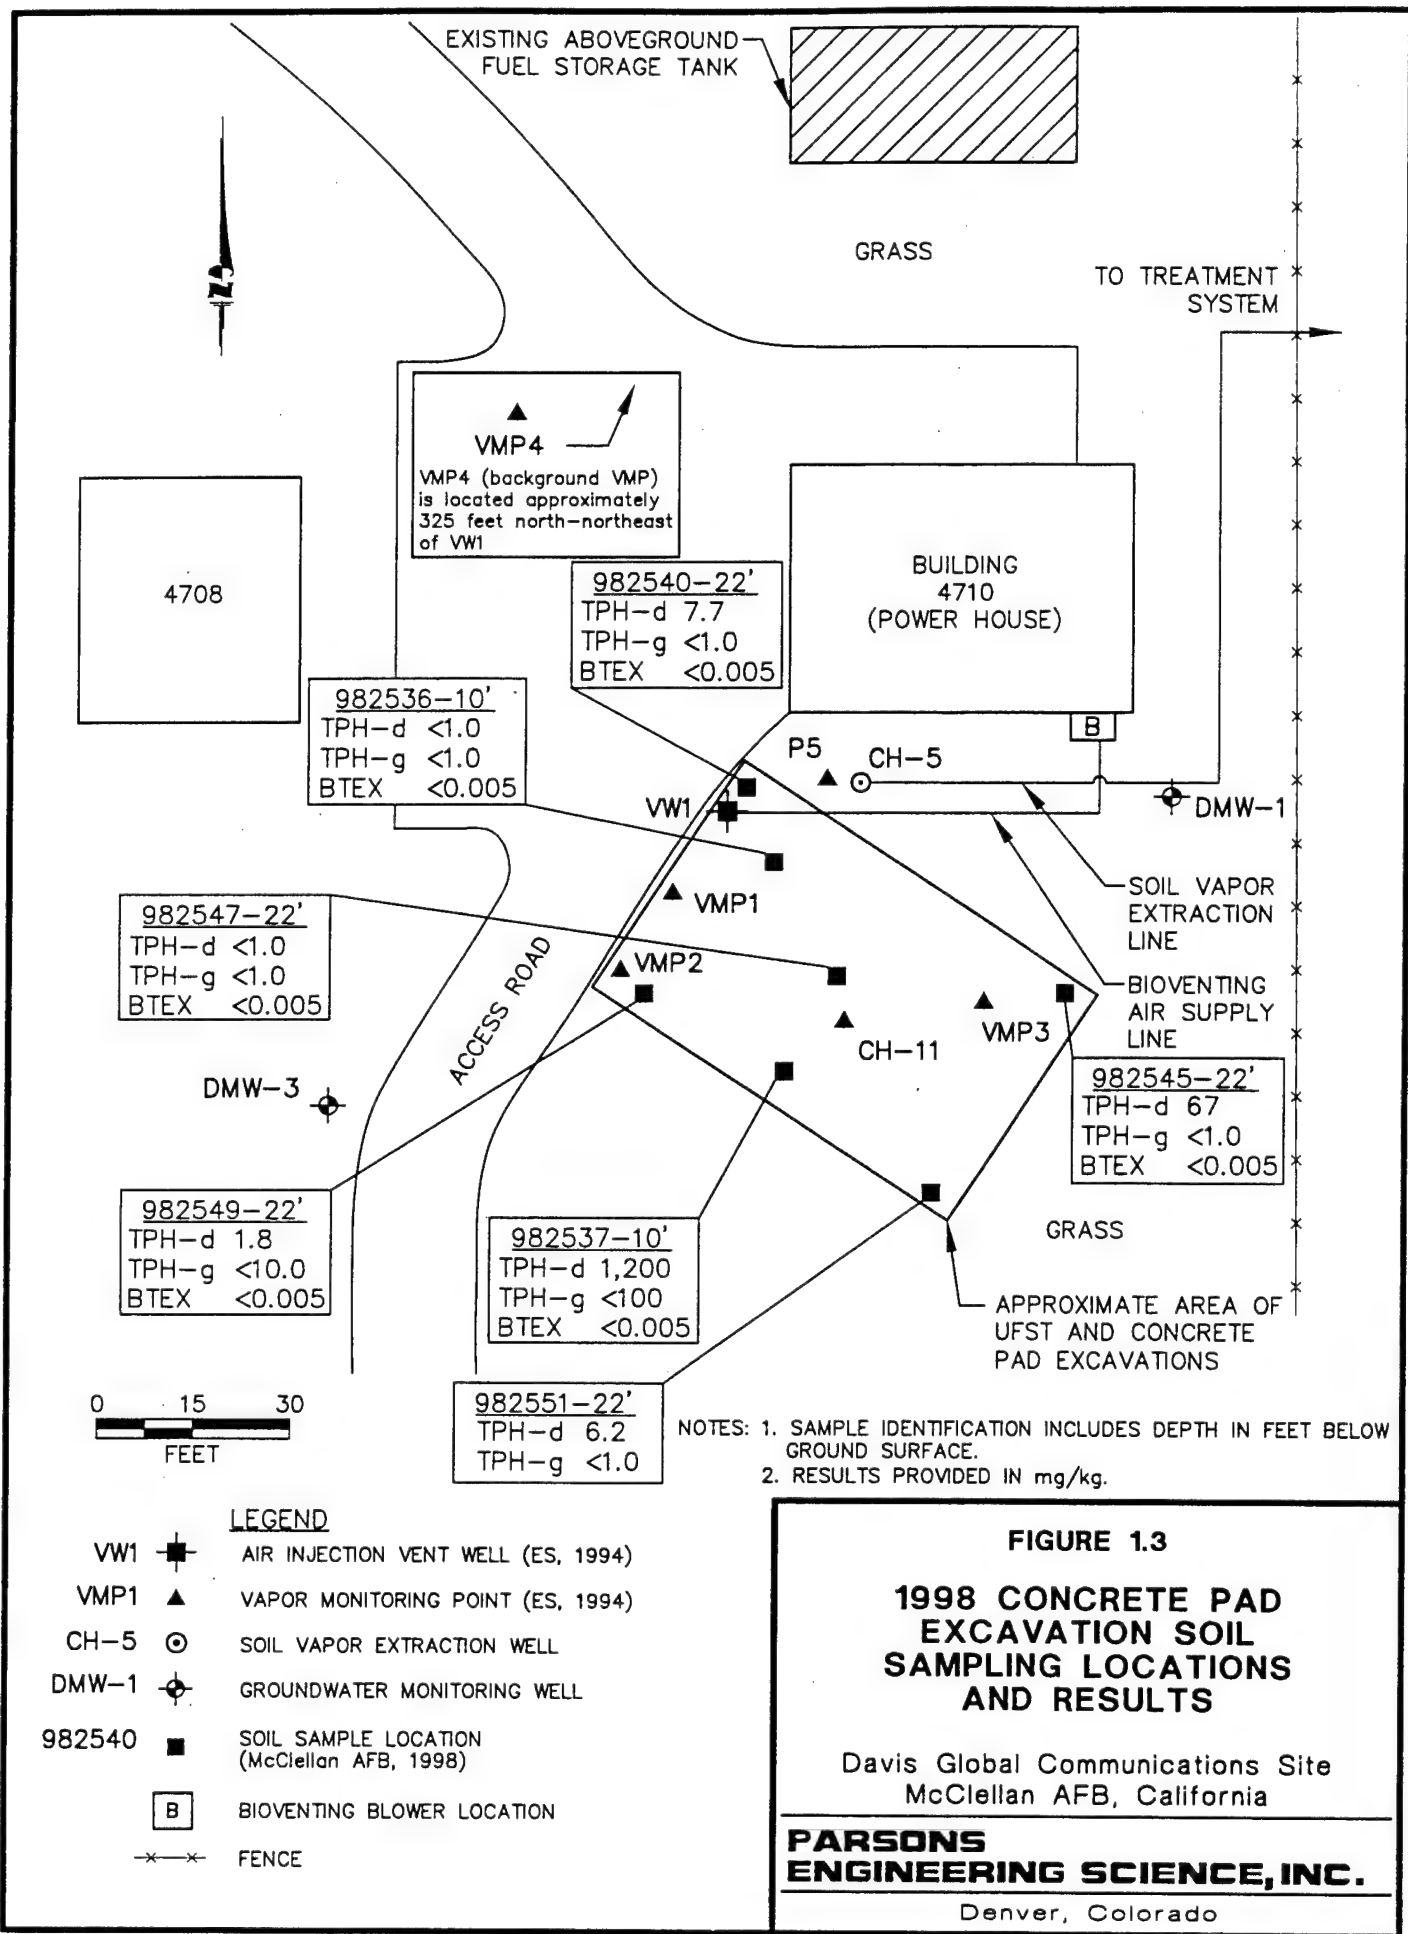 EXISTING ABOVEGROUND
FUEL STORAGE TANK
GRASS
TO TREATMENT
SYSTEM
N
VMP4
VMP4 (background VMP)
is located approximately
325 feet north-northeast
of VW1
4708
BUILDING
4710
(POWER HOUSE)
982540-22'
TPH-d 7.7
TPH-g <1.0
BTEX <0.005
982536-10'
TPH-d <1.0
TPH-g <1.0
BTEX <0.005
B
P5
CH-5
VW1
DMW-1
SOIL VAPOR
EXTRACTION
LINE
VMP1
982547-22'
TPH-d <1.0
TPH-g <1.0
BTEX <0.005
ACCESS ROAD
VMP2
VMP3
CH-11
BIOVENTING
AIR SUPPLY
LINE
DMW-3
982545-22'
TPH-d 67
TPH-g <1.0
BTEX <0.005
982549-22'
TPH-d 1.8
TPH-g <10.0
BTEX <0.005
982537-10'
TPH-d 1,200
TPH-g <100
BTEX <0.005
GRASS
APPROXIMATE AREA OF
UFST AND CONCRETE
PAD EXCAVATIONS
982551-22'
TPH-d 6.2
TPH-g <1.0
0 15 30
FEET
NOTES: 1. SAMPLE IDENTIFICATION INCLUDES DEPTH IN FEET BELOW
GROUND SURFACE.
2. RESULTS PROVIDED IN mg/kg.
LEGEND
VW1 AIR INJECTION VENT WELL (ES, 1994)
VMP1 VAPOR MONITORING POINT (ES, 1994)
CH-5 SOIL VAPOR EXTRACTION WELL
DMW-1 GROUNDWATER MONITORING WELL
982540 SOIL SAMPLE LOCATION
(McClellan AFB, 1998)
B BIOVENTING BLOWER LOCATION
FENCE
FIGURE 1.3
1998 CONCRETE PAD
EXCAVATION SOIL
SAMPLING LOCATIONS
AND RESULTS
Davis Global Communications Site
McClellan AFB, California
PARSONS
ENGINEERING SCIENCE, INC.
Denver, Colorado